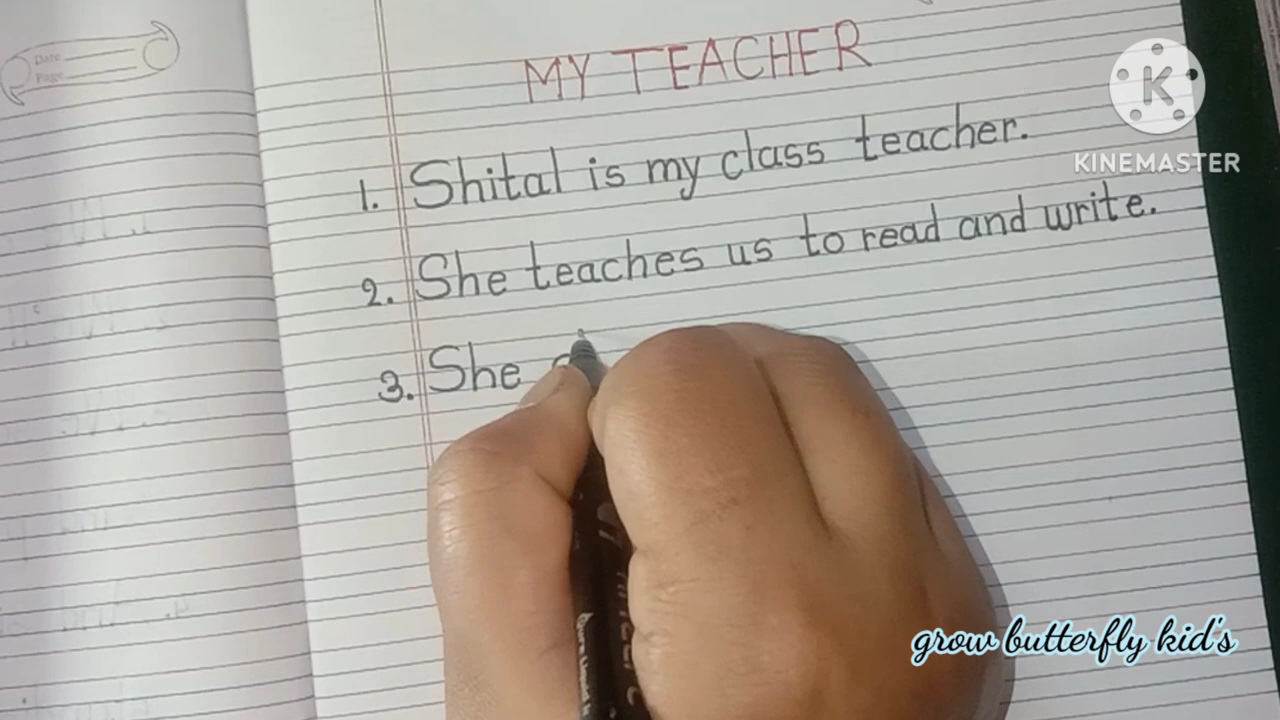 Date
Page
MY TEACHER
1. Shital is my class teacher.
2. She teaches us to read and write.
3. She
K
KINEMASTER
grow butterfly kid's